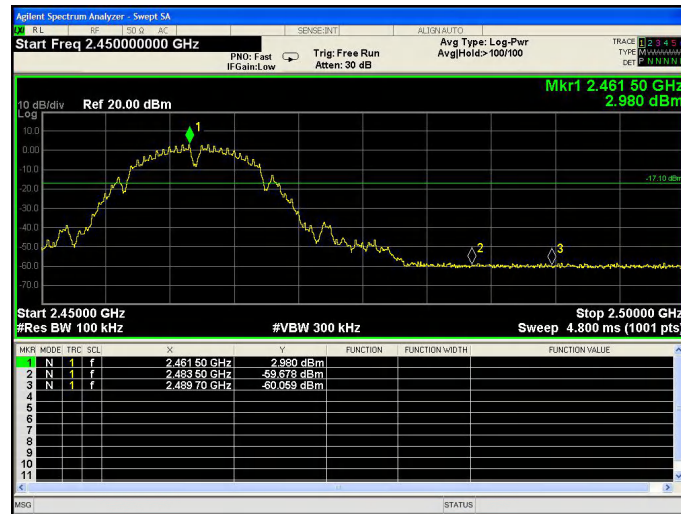 Agilent Spectrum Analyzer - Swept SA
LXI RL RF 50 Ω AC SENSE:INT ALIGNAUTO
Start Freq 2.450000000 GHz
PNO: Fast
IFGain:Low
Trig: Free Run
Atten: 30 dB
Avg Type: Log-Pwr
Avg|Hold:>100/100
TRACE 1 2 3 4 5
TYPE M
DET P N N N N
Mkr1 2.461 50 GHz
2.980 dBm
10 dB/div Ref 20.00 dBm
Log
10.0
0.00
-10.0
-20.0
-30.0
-40.0
-50.0
-60.0
-70.0
1
-17.10 dBm
2
3
Start 2.45000 GHz Stop 2.50000 GHz
#Res BW 100 kHz #VBW 300 kHz Sweep 4.800 ms (1001 pts)
MKR MODE TRC SCL X Y FUNCTION FUNCTION WIDTH FUNCTION VALUE
1 N 1 f 2.461 50 GHz 2.980 dBm
2 N 1 f 2.483 50 GHz -59.678 dBm
3 N 1 f 2.489 70 GHz -60.059 dBm
4
5
6
7
8
9
10
11
MSG STATUS